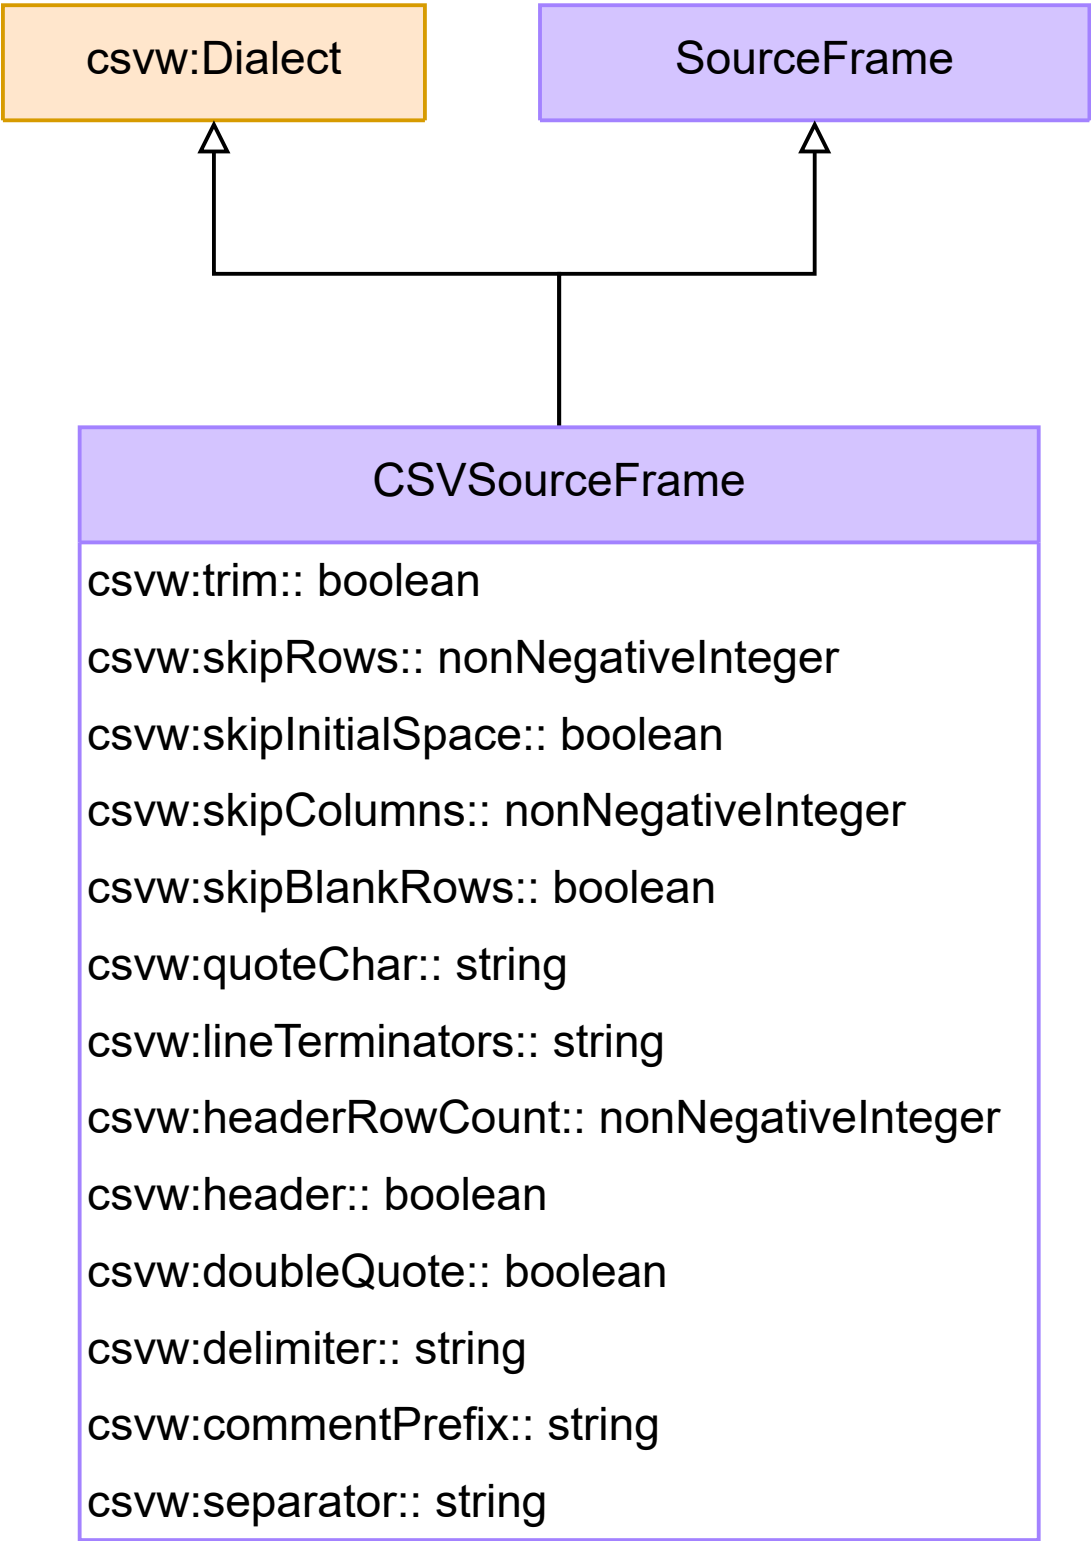 csvw:Dialect
SourceFrame
CSVSourceFrame
csvw:trim:: boolean
csvw:skipRows:: nonNegativeInteger
csvw:skipInitialSpace:: boolean
csvw:skipColumns:: nonNegativeInteger
csvw:skipBlankRows:: boolean
csvw:quoteChar:: string
csvw:lineTerminators:: string
csvw:headerRowCount:: nonNegativeInteger
csvw:header:: boolean
csvw:doubleQuote:: boolean
csvw:delimiter:: string
csvw:commentPrefix:: string
csvw:separator:: string